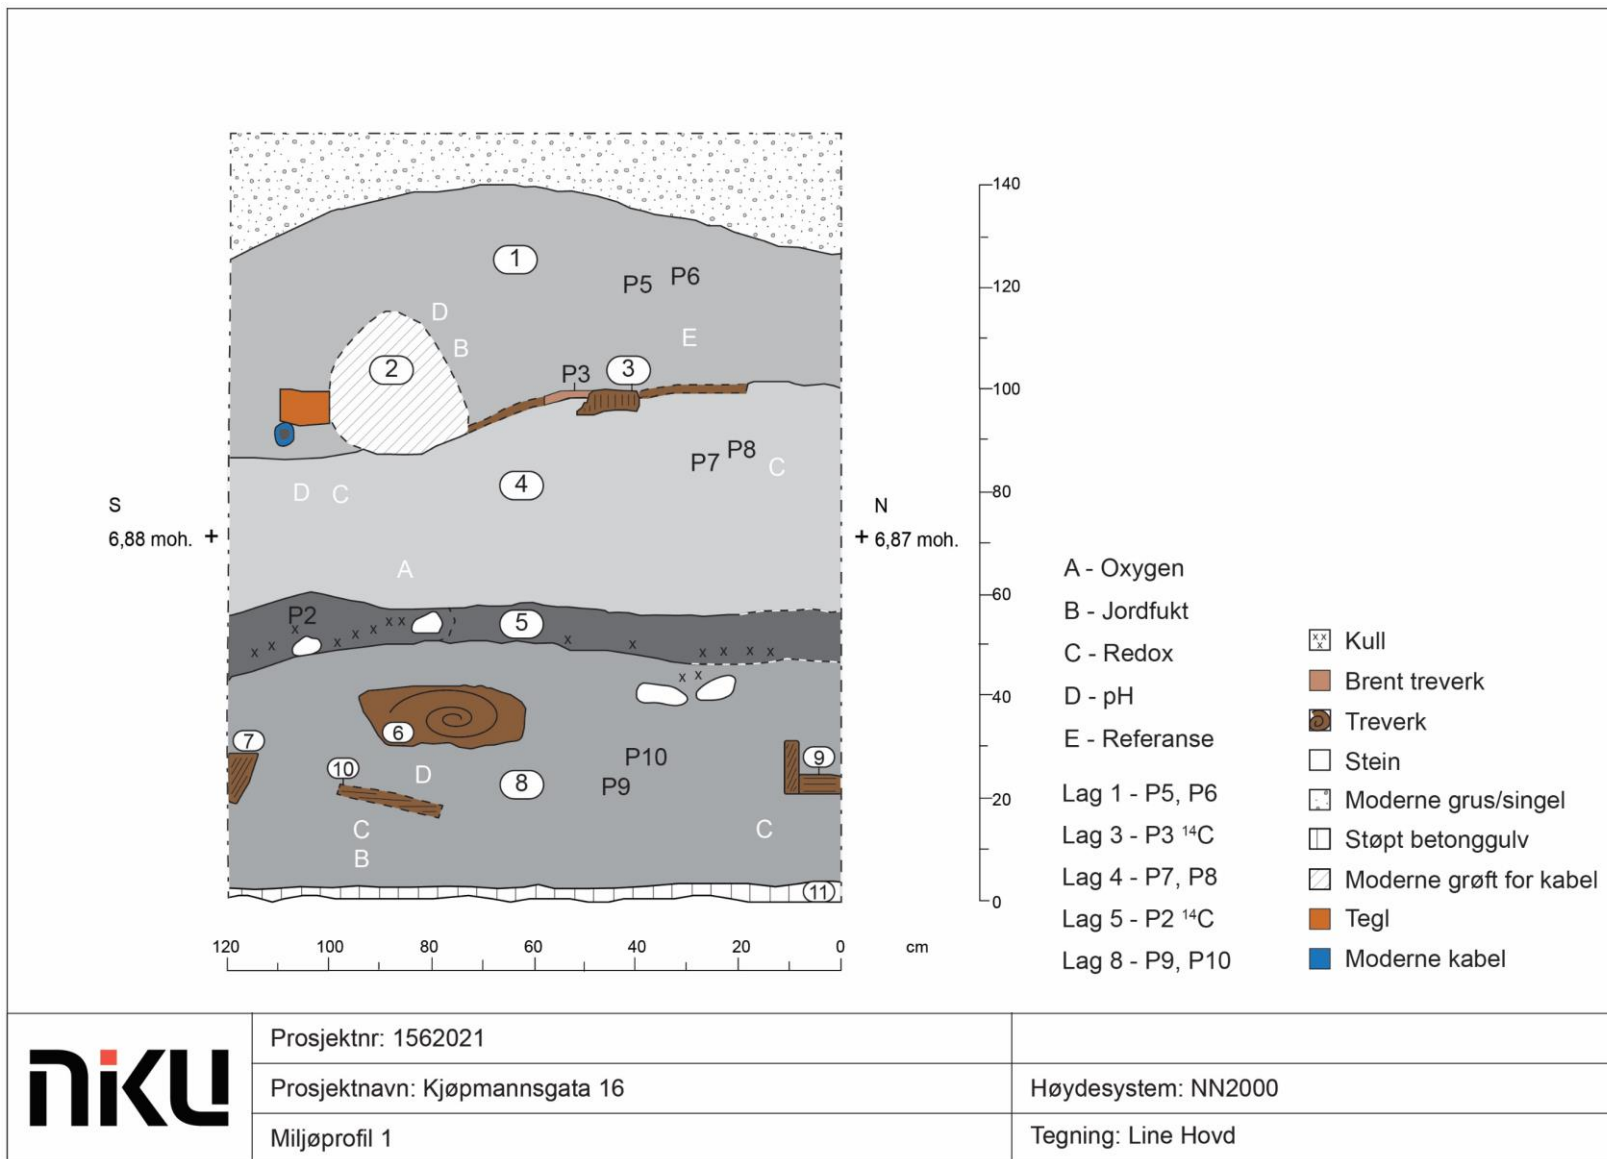 140
1
P5 P6
120
D
E
B
2
P3 3
100
P8
P7 C
4
D C
80
S
N
6,88 moh. +
+ 6,87 moh.
A
60
P2
5
x x x x x x x x x x x x x x
x x
40
6
7
P10
9
10
D
8
P9
20
C
C
B
11
0
120 100 80 60 40 20 0 cm
A - Oxygen
B - Jordfukt
C - Redox
D - pH
E - Referanse
Lag 1 - P5, P6
Lag 3 - P3 ¹⁴C
Lag 4 - P7, P8
Lag 5 - P2 ¹⁴C
Lag 8 - P9, P10
x x x Kull
Brent treverk
Treverk
Stein
Moderne grus/singel
Støpt betonggulv
Moderne grøft for kabel
Tegl
Moderne kabel
niku
Prosjektnr: 1562021
Prosjektnavn: Kjøpmannsgata 16
Høydesystem: NN2000
Miljøprofil 1
Tegning: Line Hovd